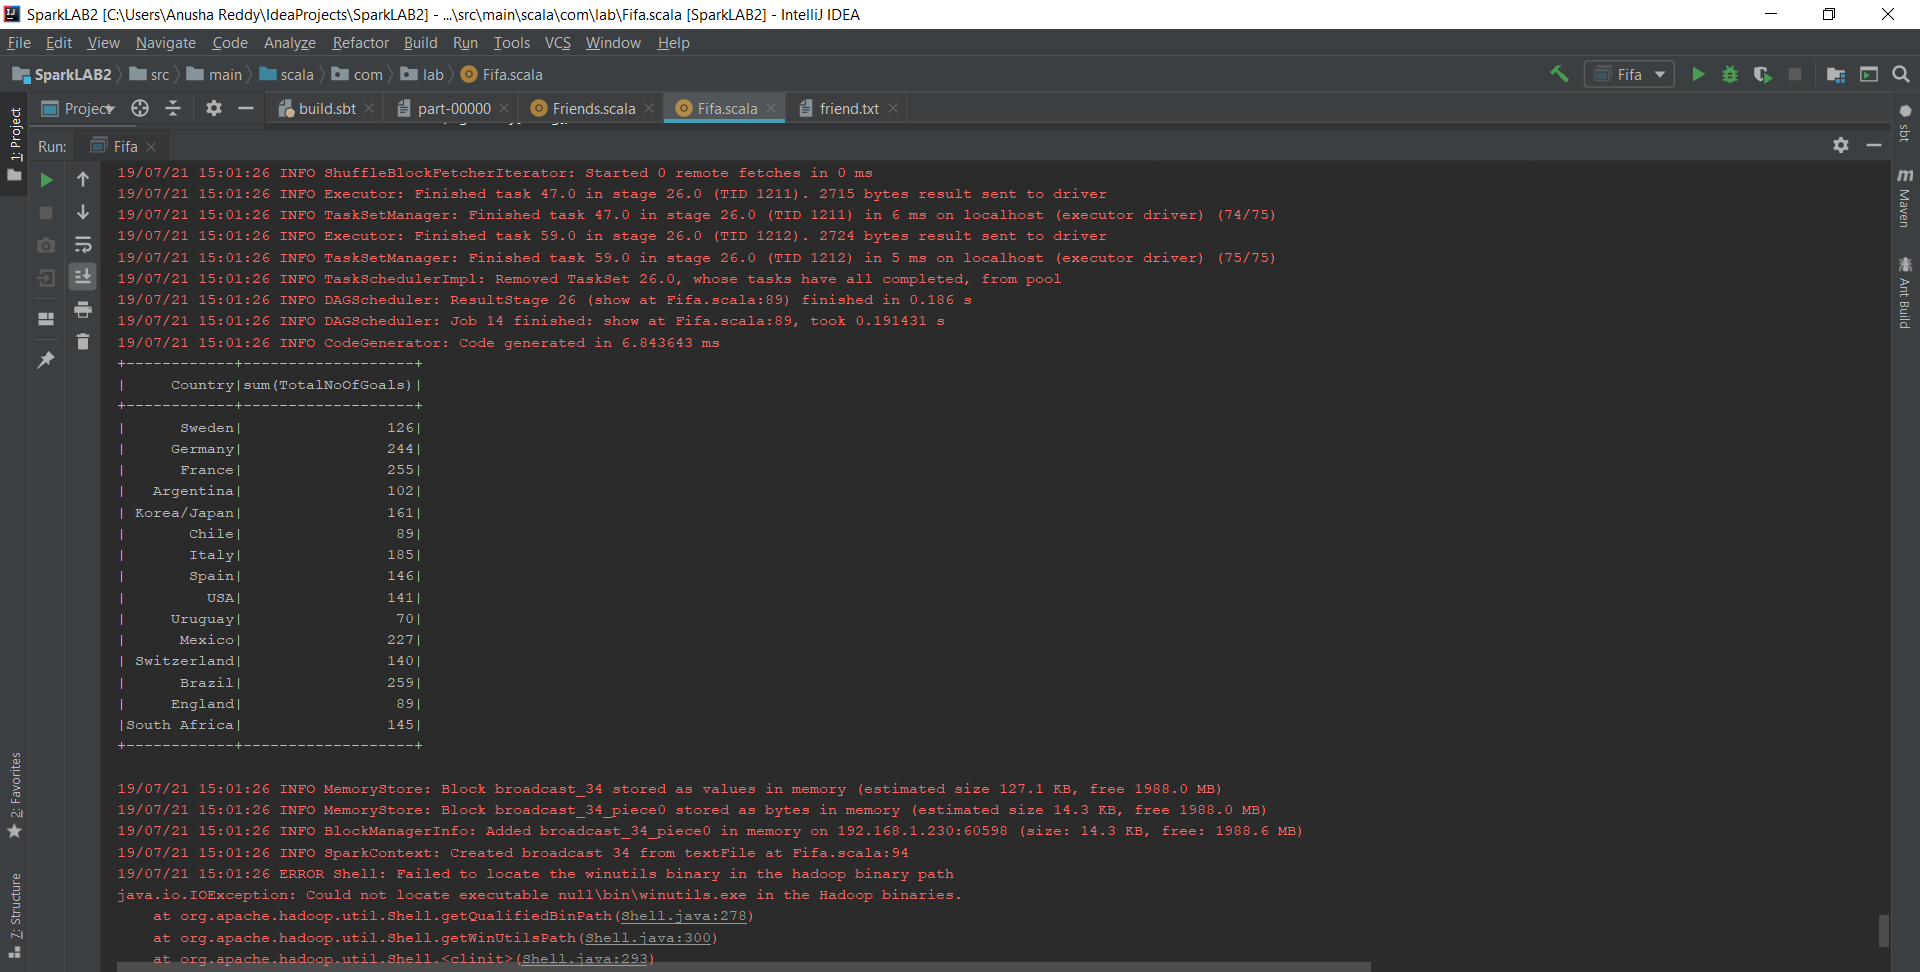 SparkLAB2 [C:\Users\Anusha Reddy\IdeaProjects\SparkLAB2] - ...\src\main\scala\com\lab\Fifa.scala [SparkLAB2] - IntelliJ IDEA
File Edit View Navigate Code Analyze Refactor Build Run Tools VCS Window Help
SparkLAB2 src main scala com lab Fifa.scala Fifa
Project build.sbt part-00000 Friends.scala Fifa.scala friend.txt
1: Project
2: Favorites
7: Structure
sbt
Maven
Ant Build
Run: Fifa
19/07/21 15:01:26 INFO ShuffleBlockFetcherIterator: Started 0 remote fetches in 0 ms
19/07/21 15:01:26 INFO Executor: Finished task 47.0 in stage 26.0 (TID 1211). 2715 bytes result sent to driver
19/07/21 15:01:26 INFO TaskSetManager: Finished task 47.0 in stage 26.0 (TID 1211) in 6 ms on localhost (executor driver) (74/75)
19/07/21 15:01:26 INFO Executor: Finished task 59.0 in stage 26.0 (TID 1212). 2724 bytes result sent to driver
19/07/21 15:01:26 INFO TaskSetManager: Finished task 59.0 in stage 26.0 (TID 1212) in 5 ms on localhost (executor driver) (75/75)
19/07/21 15:01:26 INFO TaskSchedulerImpl: Removed TaskSet 26.0, whose tasks have all completed, from pool
19/07/21 15:01:26 INFO DAGScheduler: ResultStage 26 (show at Fifa.scala:89) finished in 0.186 s
19/07/21 15:01:26 INFO DAGScheduler: Job 14 finished: show at Fifa.scala:89, took 0.191431 s
19/07/21 15:01:26 INFO CodeGenerator: Code generated in 6.843643 ms
+------------+-------------------+
|     Country|sum(TotalNoOfGoals)|
+------------+-------------------+
|      Sweden|                126|
|     Germany|                244|
|      France|                255|
|   Argentina|                102|
| Korea/Japan|                161|
|       Chile|                 89|
|       Italy|                185|
|       Spain|                146|
|         USA|                141|
|     Uruguay|                 70|
|      Mexico|                227|
| Switzerland|                140|
|      Brazil|                259|
|     England|                 89|
|South Africa|                145|
+------------+-------------------+
19/07/21 15:01:26 INFO MemoryStore: Block broadcast_34 stored as values in memory (estimated size 127.1 KB, free 1988.0 MB)
19/07/21 15:01:26 INFO MemoryStore: Block broadcast_34_piece0 stored as bytes in memory (estimated size 14.3 KB, free 1988.0 MB)
19/07/21 15:01:26 INFO BlockManagerInfo: Added broadcast_34_piece0 in memory on 192.168.1.230:60598 (size: 14.3 KB, free: 1988.6 MB)
19/07/21 15:01:26 INFO SparkContext: Created broadcast 34 from textFile at Fifa.scala:94
19/07/21 15:01:26 ERROR Shell: Failed to locate the winutils binary in the hadoop binary path
java.io.IOException: Could not locate executable null\bin\winutils.exe in the Hadoop binaries.
    at org.apache.hadoop.util.Shell.getQualifiedBinPath(Shell.java:278)
    at org.apache.hadoop.util.Shell.getWinUtilsPath(Shell.java:300)
    at org.apache.hadoop.util.Shell.<clinit>(Shell.java:293)